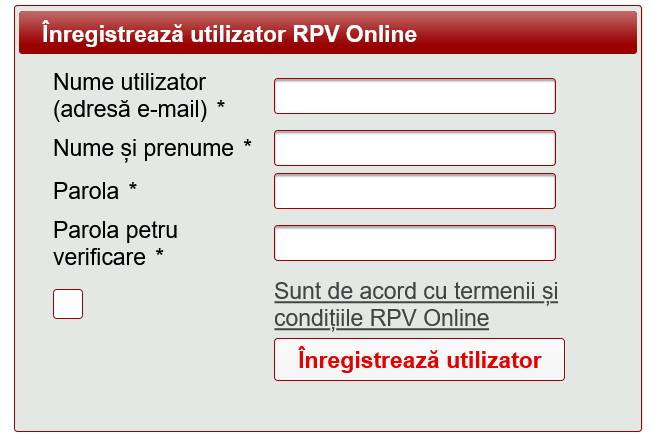 Înregistrează utilizator RPV Online
Nume utilizator
(adresă e-mail) *
Nume și prenume *
Parola *
Parola petru
verificare *
Sunt de acord cu termenii și
condițiile RPV Online
Înregistrează utilizator